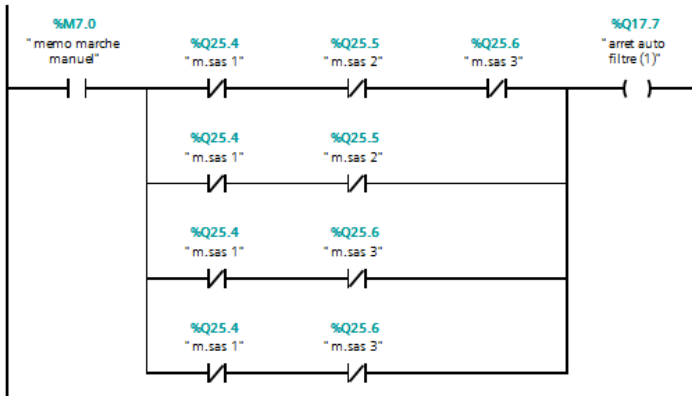 %M7.0
"memo marche
manuel"
%Q25.4
"m.sas 1"
%Q25.5
"m.sas 2"
%Q25.6
"m.sas 3"
%Q17.7
"arret auto
filtre (1)"
%Q25.4
"m.sas 1"
%Q25.5
"m.sas 2"
%Q25.4
"m.sas 1"
%Q25.6
"m.sas 3"
%Q25.4
"m.sas 1"
%Q25.6
"m.sas 3"